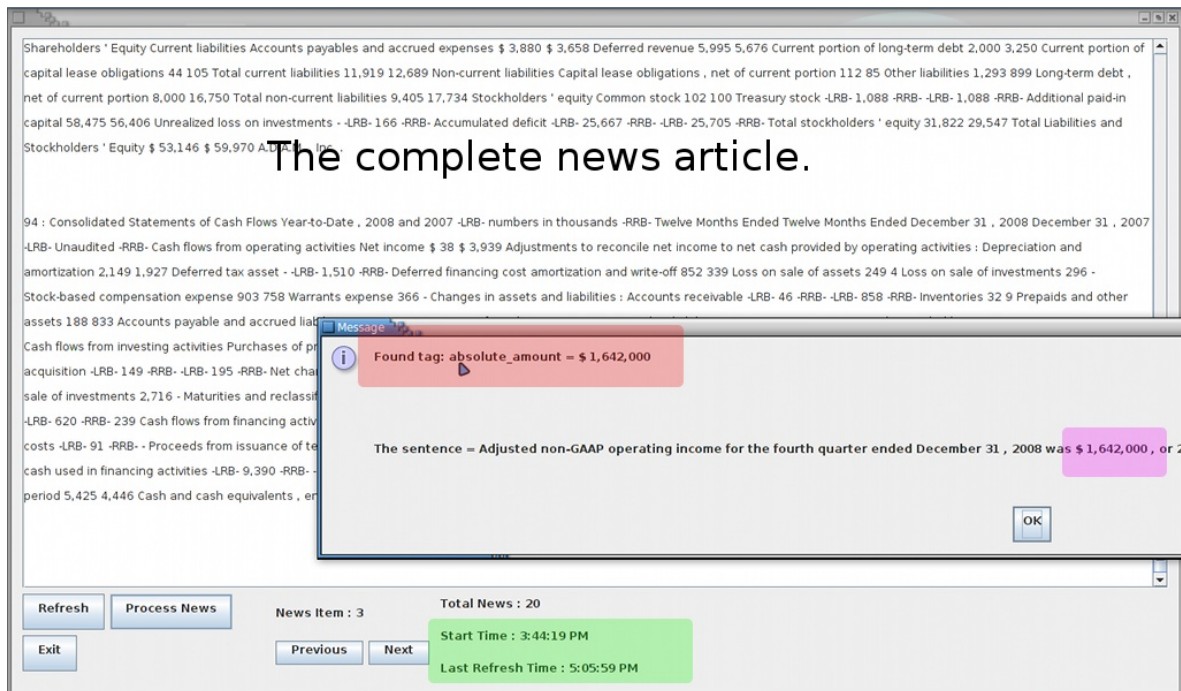 Shareholders ' Equity Current liabilities Accounts payables and accrued expenses $ 3,880 $ 3,658 Deferred revenue 5,995 5,676 Current portion of long-term debt 2,000 3,250 Current portion of
capital lease obligations 44 105 Total current liabilities 11,919 12,689 Non-current liabilities Capital lease obligations , net of current portion 112 85 Other liabilities 1,293 899 Long-term debt ,
net of current portion 8,000 16,750 Total non-current liabilities 9,405 17,734 Stockholders ' equity Common stock 102 100 Treasury stock -LRB- 1,088 -RRB- -LRB- 1,088 -RRB- Additional paid-in
capital 58,475 56,406 Unrealized loss on investments - -LRB- 166 -RRB- Accumulated deficit -LRB- 25,667 -RRB- -LRB- 25,705 -RRB- Total stockholders ' equity 31,822 29,547 Total Liabilities and
Stockholders ' Equity $ 53,146 $ 59,970 A.D.A.M. , Inc. .
The complete news article.
94 : Consolidated Statements of Cash Flows Year-to-Date , 2008 and 2007 -LRB- numbers in thousands -RRB- Twelve Months Ended Twelve Months Ended December 31 , 2008 December 31 , 2007
-LRB- Unaudited -RRB- Cash flows from operating activities Net income $ 38 $ 3,939 Adjustments to reconcile net income to net cash provided by operating activities : Depreciation and
amortization 2,149 1,927 Deferred tax asset - -LRB- 1,510 -RRB- Deferred financing cost amortization and write-off 852 339 Loss on sale of assets 249 4 Loss on sale of investments 296 -
Stock-based compensation expense 903 758 Warrants expense 366 - Changes in assets and liabilities : Accounts receivable -LRB- 46 -RRB- -LRB- 858 -RRB- Inventories 32 9 Prepaids and other
assets 188 833 Accounts payable and accrued
Cash flows from investing activities Purchases of
acquisition -LRB- 149 -RRB- -LRB- 195 -RRB- Net
sale of investments 2,716 - Maturities and
-LRB- 620 -RRB- 239 Cash flows from financing
costs -LRB- 91 -RRB- - Proceeds from issuance of
cash used in financing activities -LRB- 9,390 -RRB- -
period 5,425 4,446 Cash and cash equivalents ,
Message
Found tag: absolute_amount = $ 1,642,000
The sentence = Adjusted non-GAAP operating income for the fourth quarter ended December 31 , 2008 was $ 1,642,000 , or 2
OK
Refresh
Process News
Exit
News Item : 3
Previous
Next
Total News : 20
Start Time : 3:44:19 PM
Last Refresh Time : 5:05:59 PM